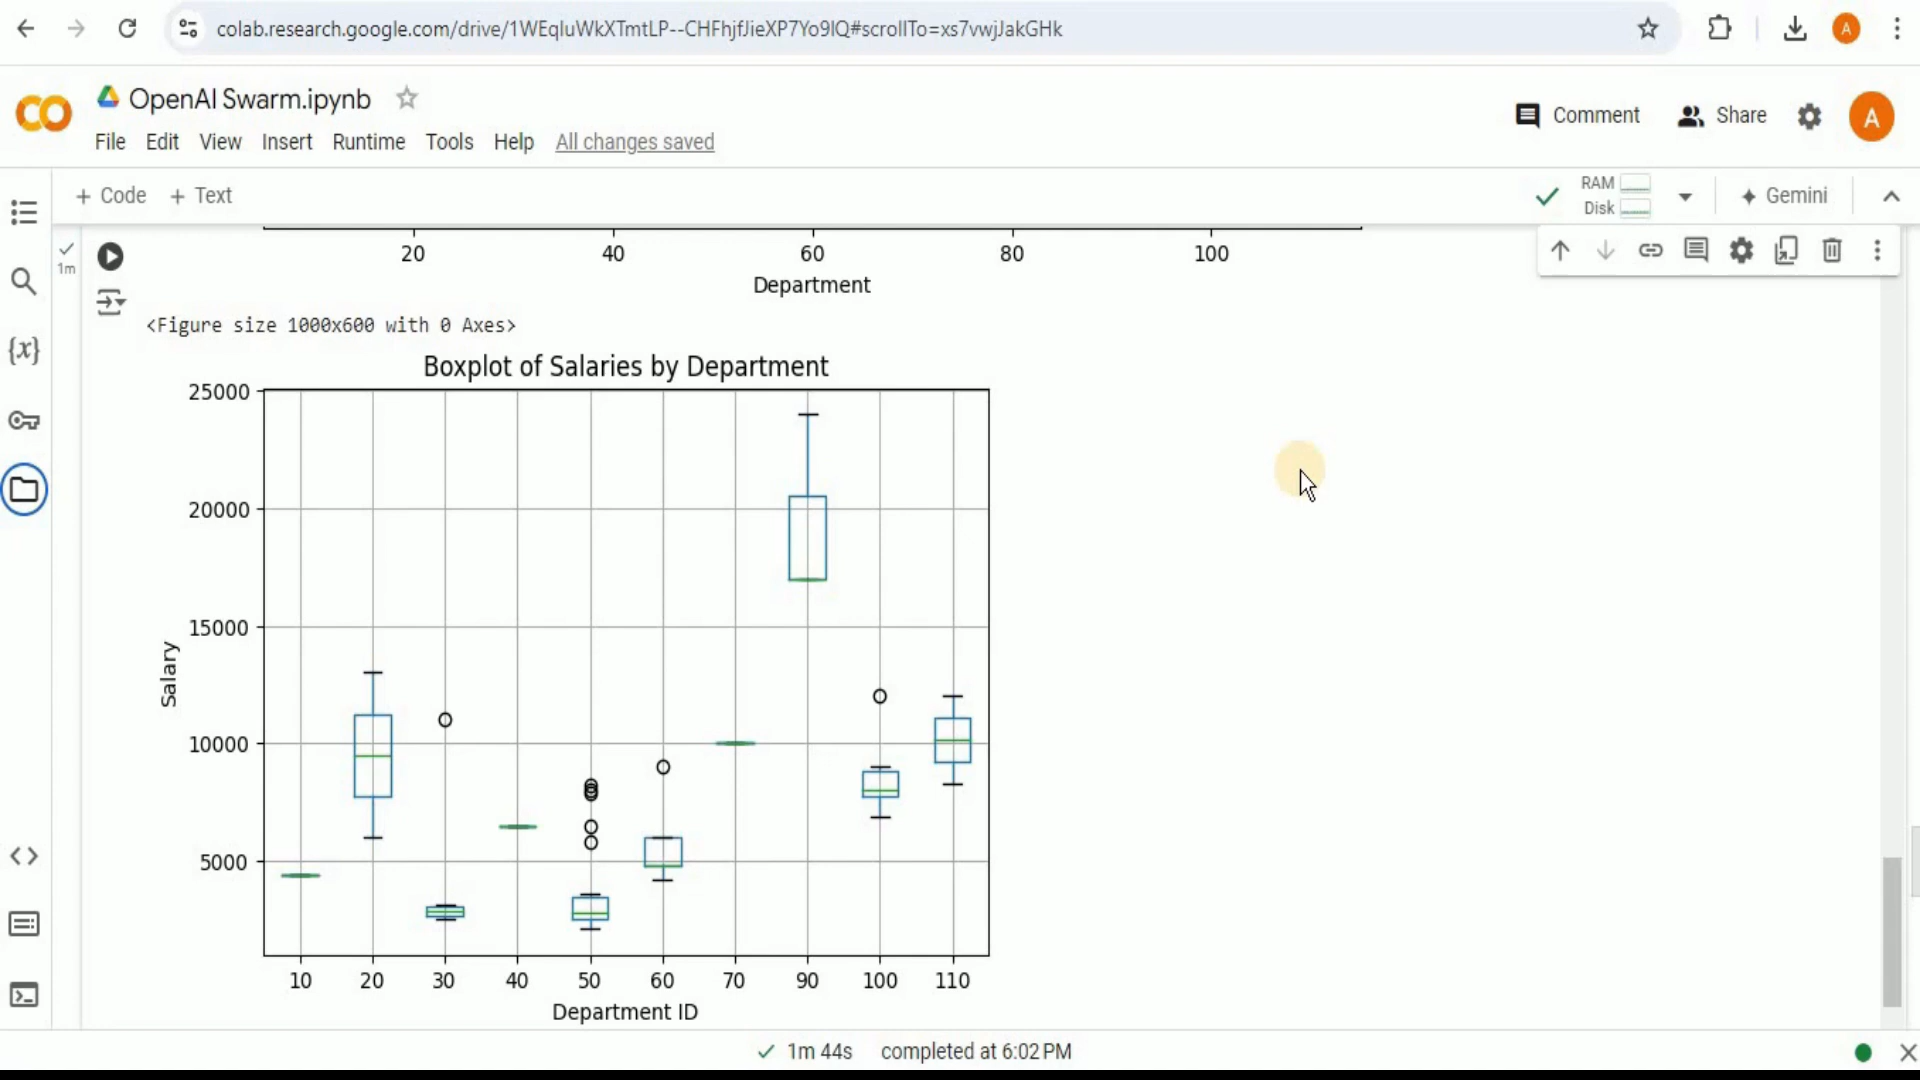 colab.research.google.com/drive/1WEqIuWkXTmtLP--CHFhjfJieXP7Yo9lQ#scrollTo=xs7vwjJakGHk
A
OpenAI Swarm.ipynb
Comment
Share
A
File Edit View Insert Runtime Tools Help All changes saved
+ Code + Text
RAM
Disk
Gemini
1m
20 40 60 80 100
Department
<Figure size 1000x600 with 0 Axes>
Boxplot of Salaries by Department
25000
20000
15000
10000
5000
Salary
10 20 30 40 50 60 70 90 100 110
Department ID
{x}
1m 44s completed at 6:02 PM